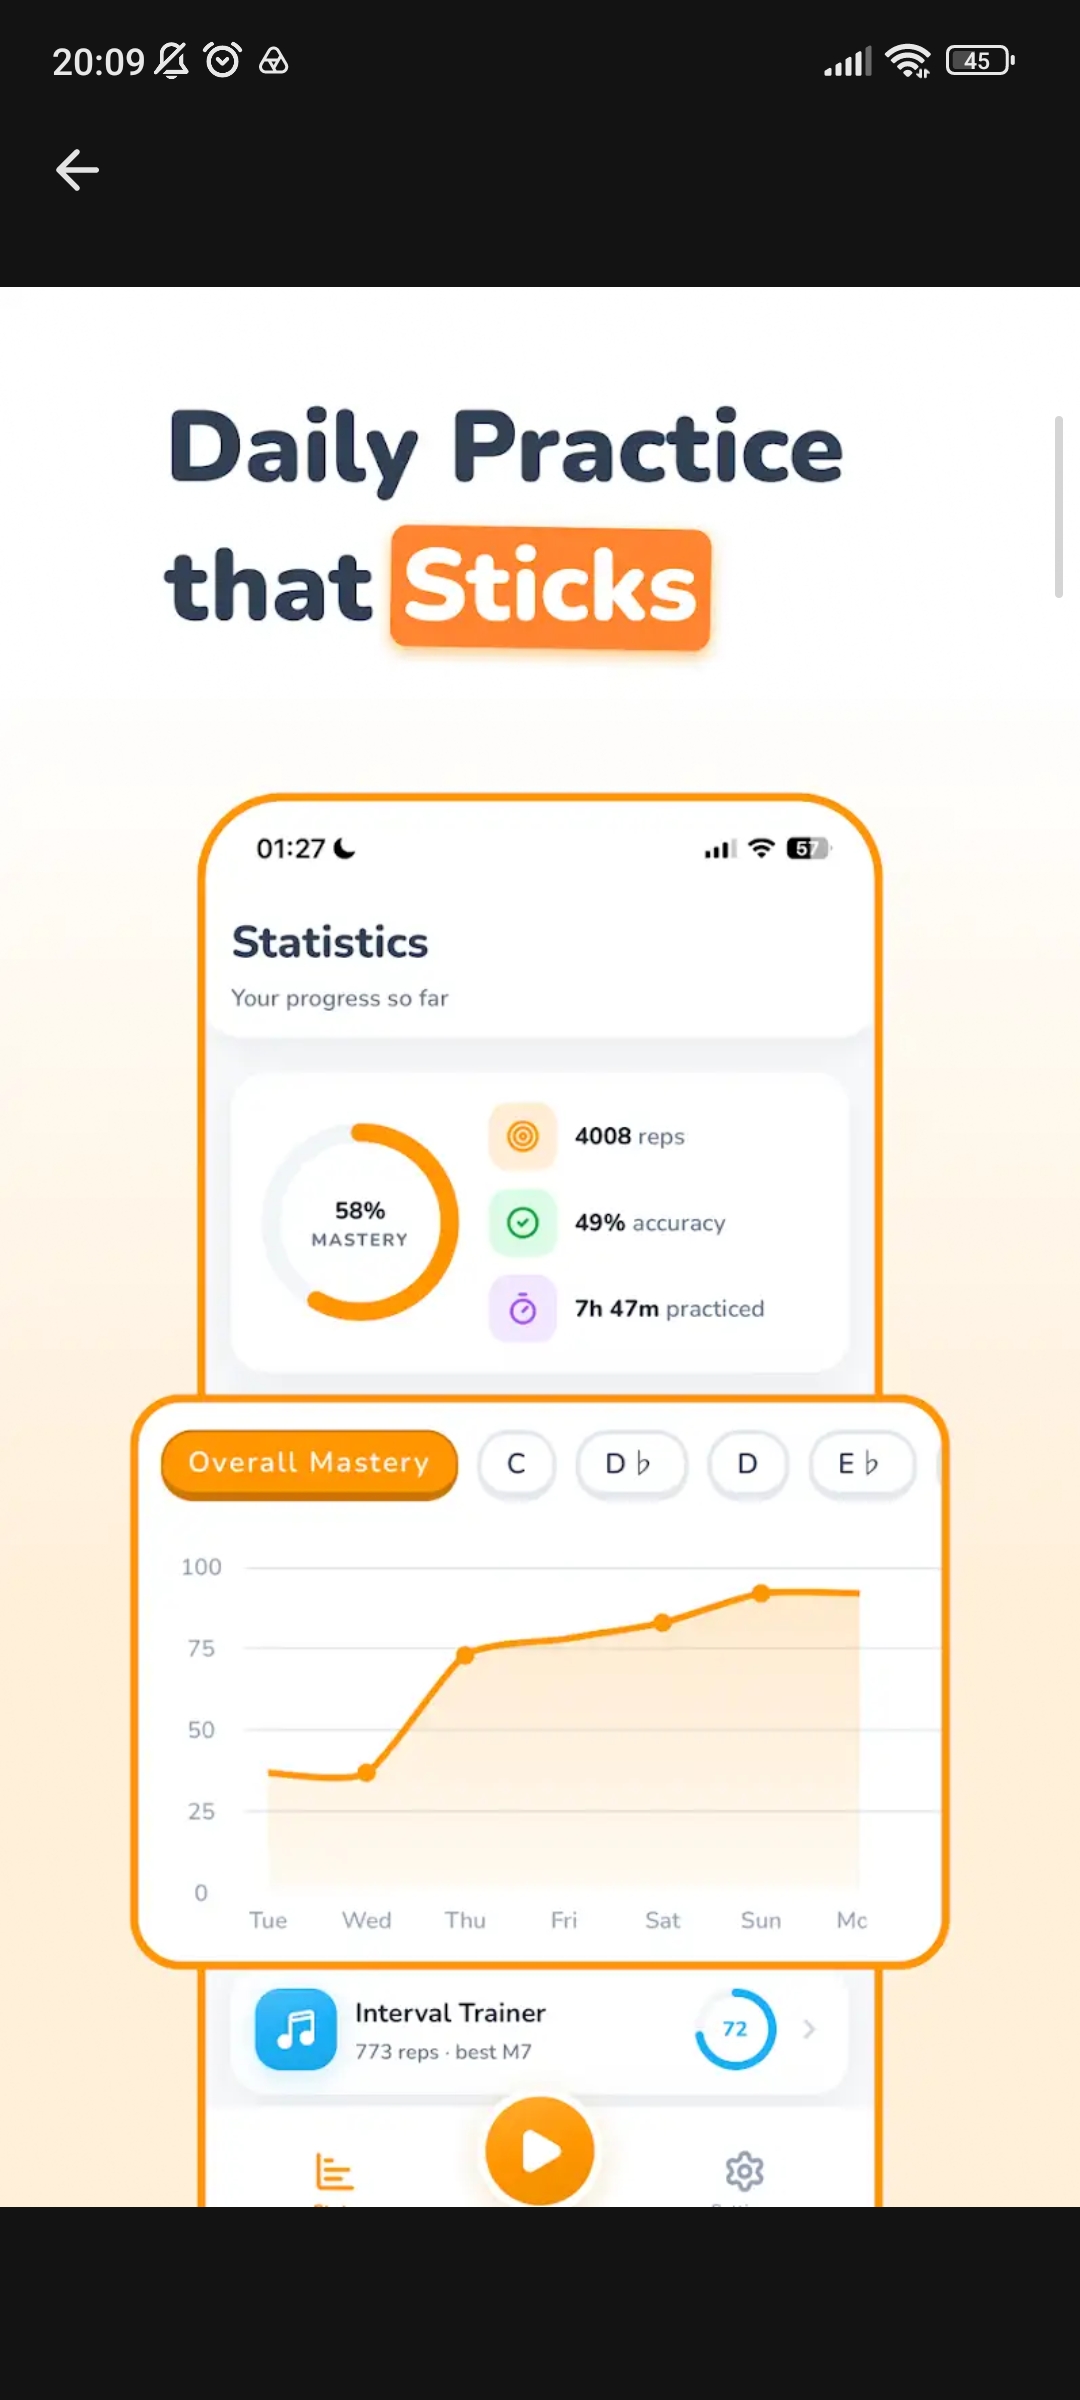 20:09
45
Daily Practice
that Sticks
01:27
57
Statistics
Your progress so far
58%
MASTERY
4008 reps
49% accuracy
7h 47m practiced
Overall Mastery
C
D♭
D
E♭
100
75
50
25
0
Tue Wed Thu Fri Sat Sun Mo
Interval Trainer
773 reps · best M7
72